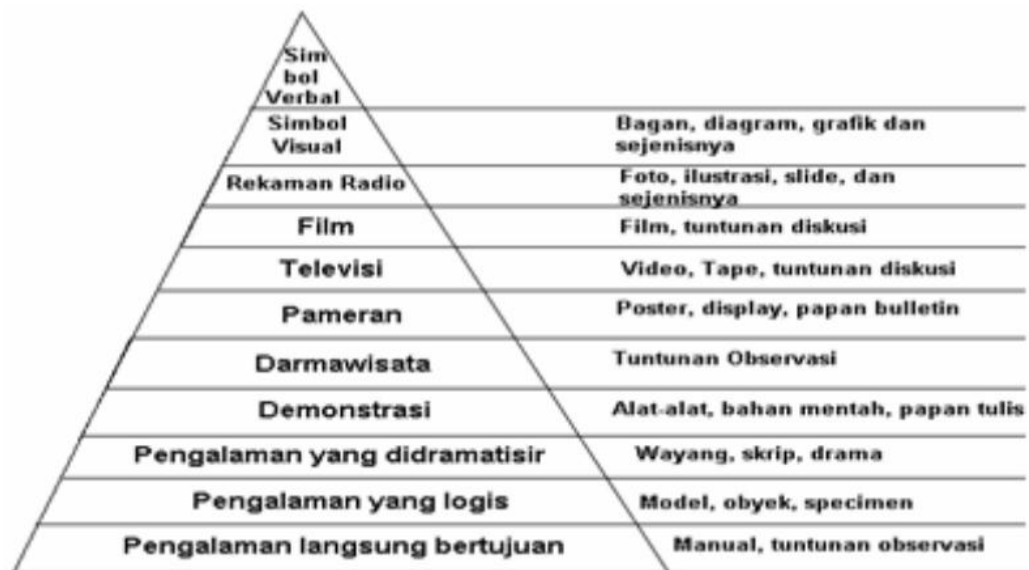 Sim
bol
Verbal
Simbol
Visual
Bagan, diagram, grafik dan
sejenisnya
Rekaman Radio
Foto, ilustrasi, slide, dan
sejenisnya
Film
Film, tuntunan diskusi
Televisi
Video, Tape, tuntunan diskusi
Pameran
Poster, display, papan bulletin
Darmawisata
Tuntunan Observasi
Demonstrasi
Alat-alat, bahan mentah, papan tulis
Pengalaman yang didramatisir
Wayang, skrip, drama
Pengalaman yang logis
Model, obyek, specimen
Pengalaman langsung bertujuan
Manual, tuntunan observasi